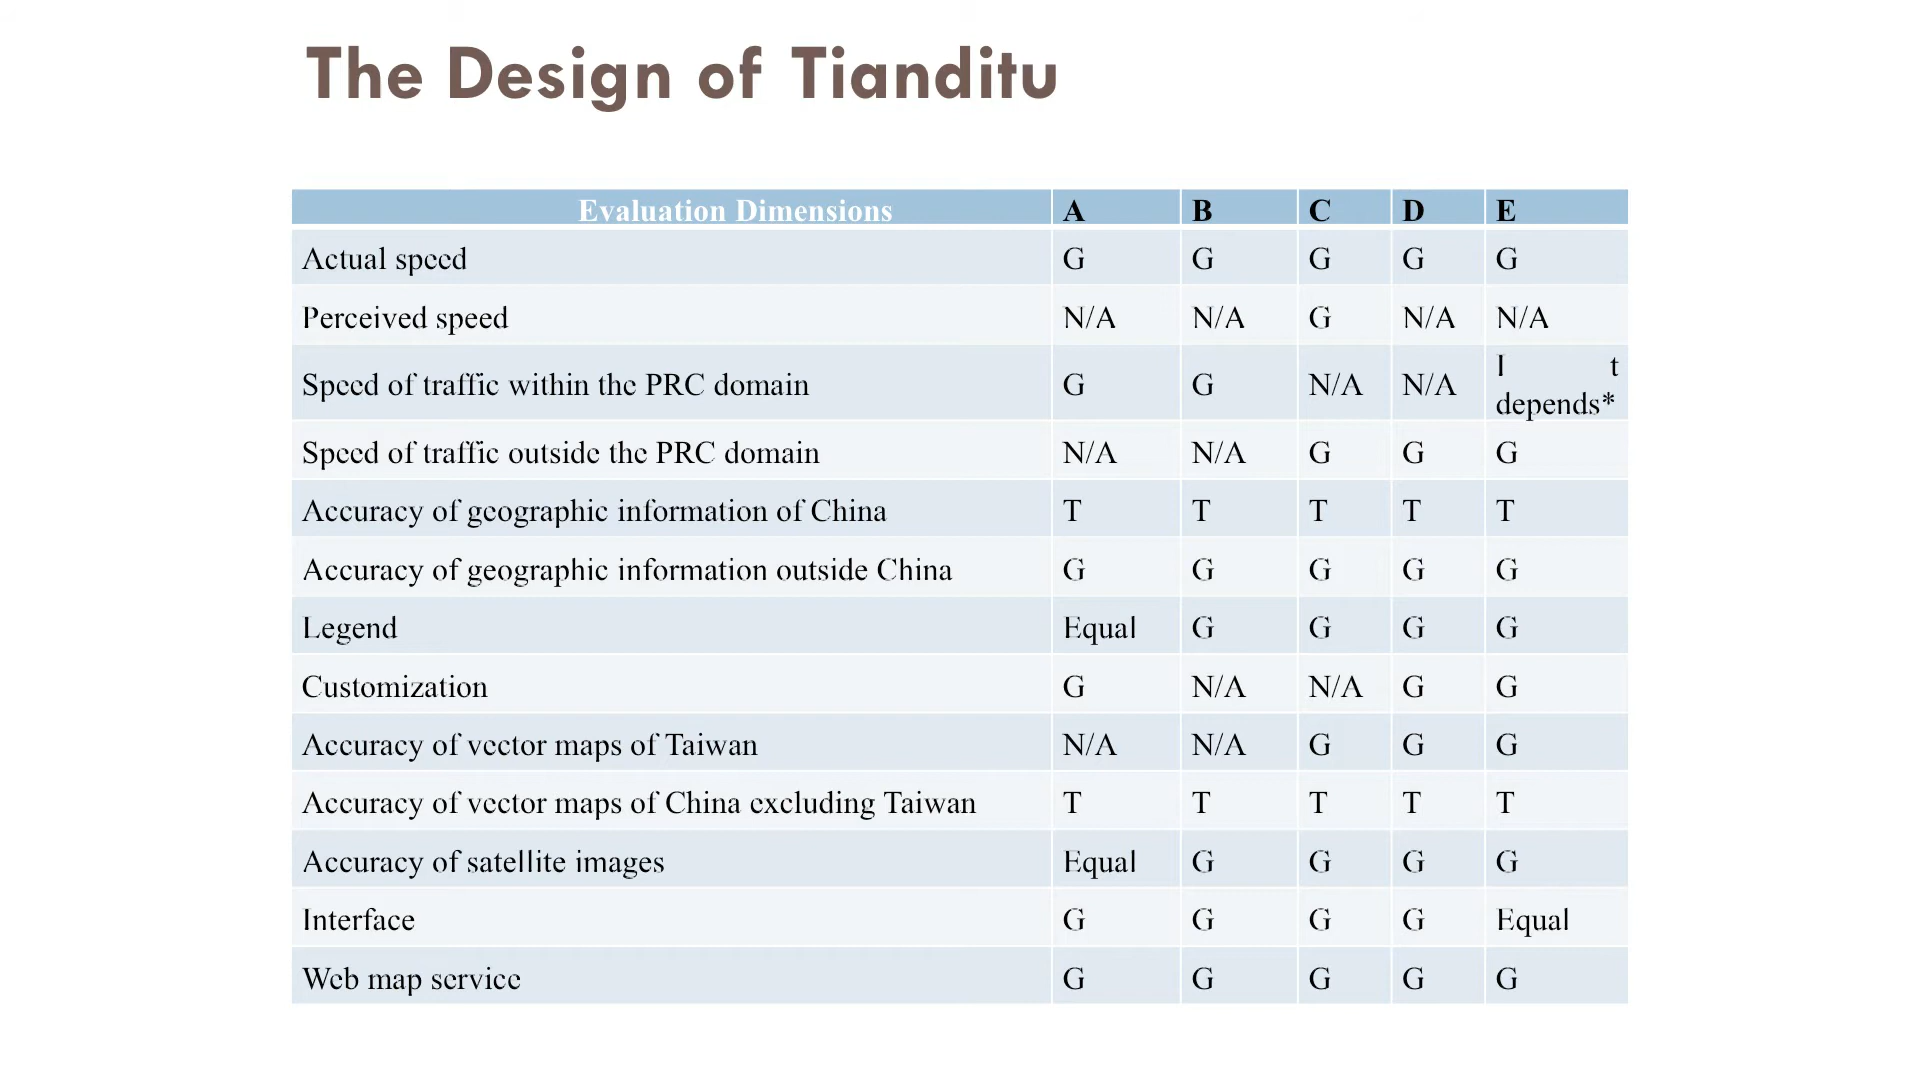 The Design of Tianditu
Evaluation Dimensions A B C D E
Actual speed G G G G G
Perceived speed N/A N/A G N/A N/A
Speed of traffic within the PRC domain G G N/A N/A I t
depends*
Speed of traffic outside the PRC domain N/A N/A G G G
Accuracy of geographic information of China T T T T T
Accuracy of geographic information outside China G G G G G
Legend Equal G G G G
Customization G N/A N/A G G
Accuracy of vector maps of Taiwan N/A N/A G G G
Accuracy of vector maps of China excluding Taiwan T T T T T
Accuracy of satellite images Equal G G G G
Interface G G G G Equal
Web map service G G G G G